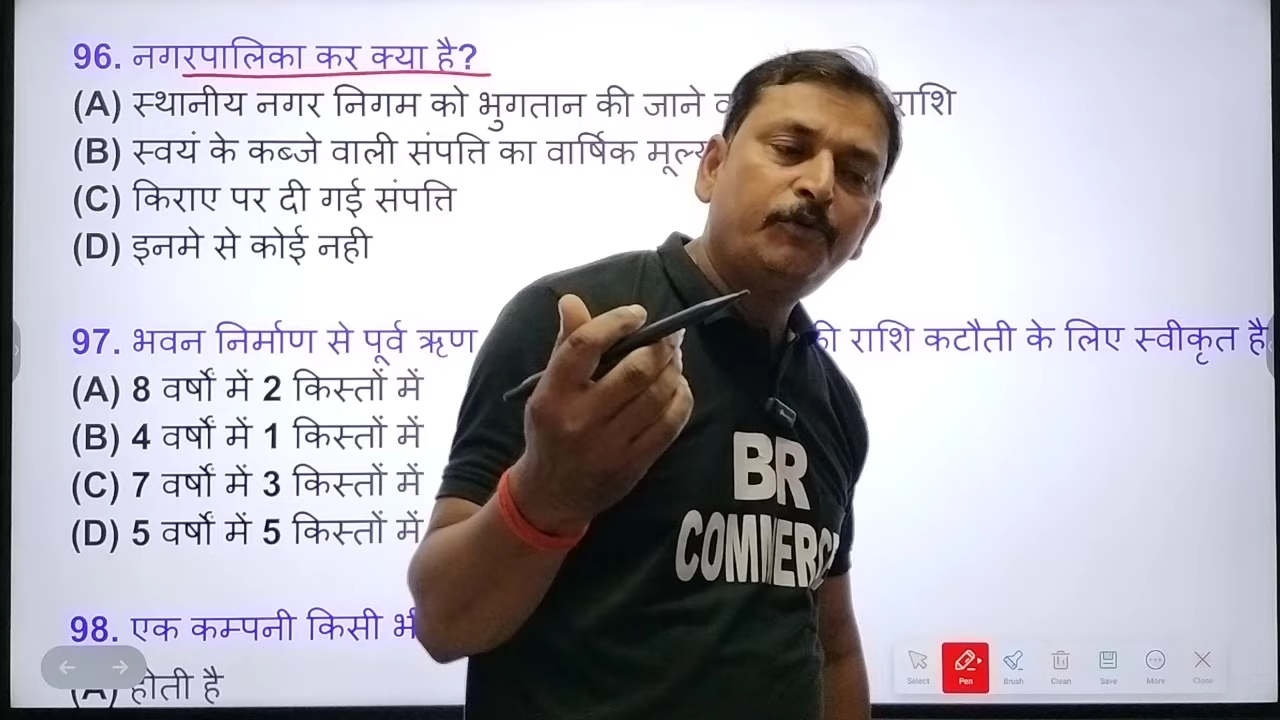 96. नगरपालिका कर क्या है?
(A) स्थानीय नगर निगम को भुगतान की जाने राशि
(B) स्वयं के कब्जे वाली संपत्ति का वार्षिक
(C) किराए पर दी गई संपत्ति
(D) इनमे से कोई नही
97. भवन निर्माण से पूर्व ऋण की राशि कटौती के लिए स्वीकृत है
(A) 8 वर्षों में 2 किस्तों में
(B) 4 वर्षों में 1 किस्तों में
(C) 7 वर्षों में 3 किस्तों में
(D) 5 वर्षों में 5 किस्तों में
98. एक कम्पनी किसी
(A) होती है
BR
COMMERCE
Select Pen Brush Clean Save More Close